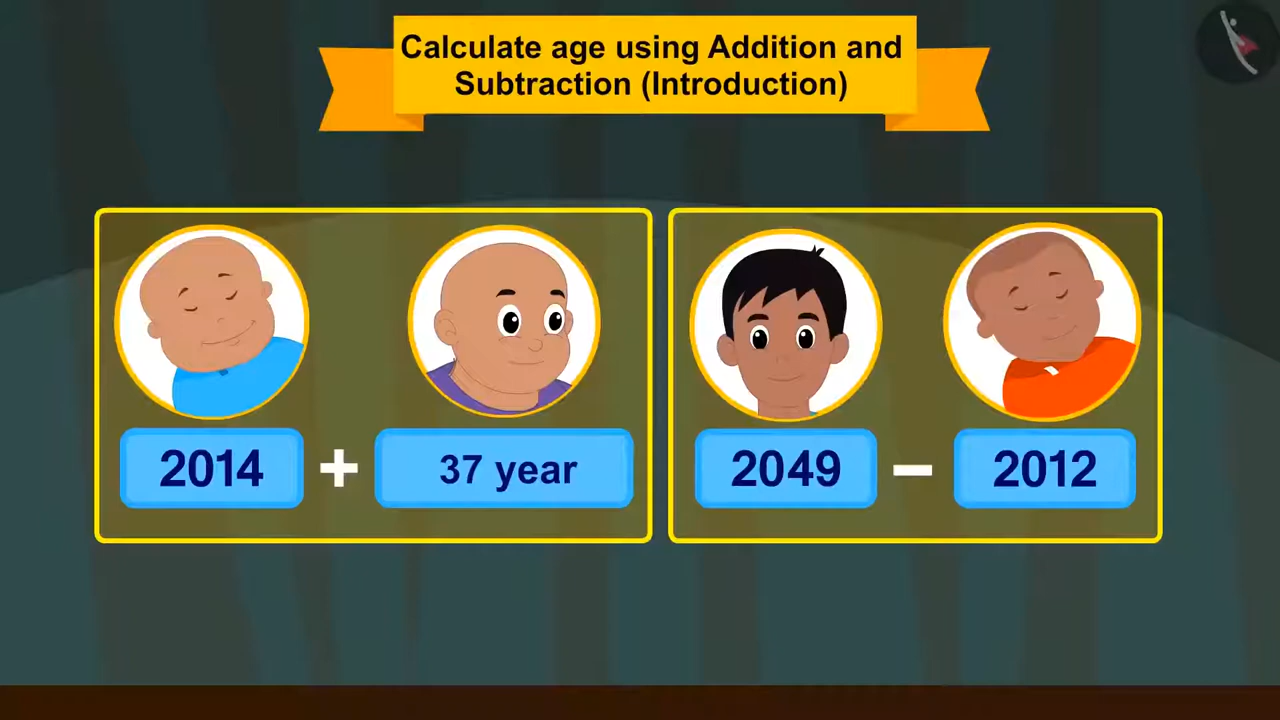 Calculate age using Addition and
Subtraction (Introduction)
2014 + 37 year
2049 − 2012